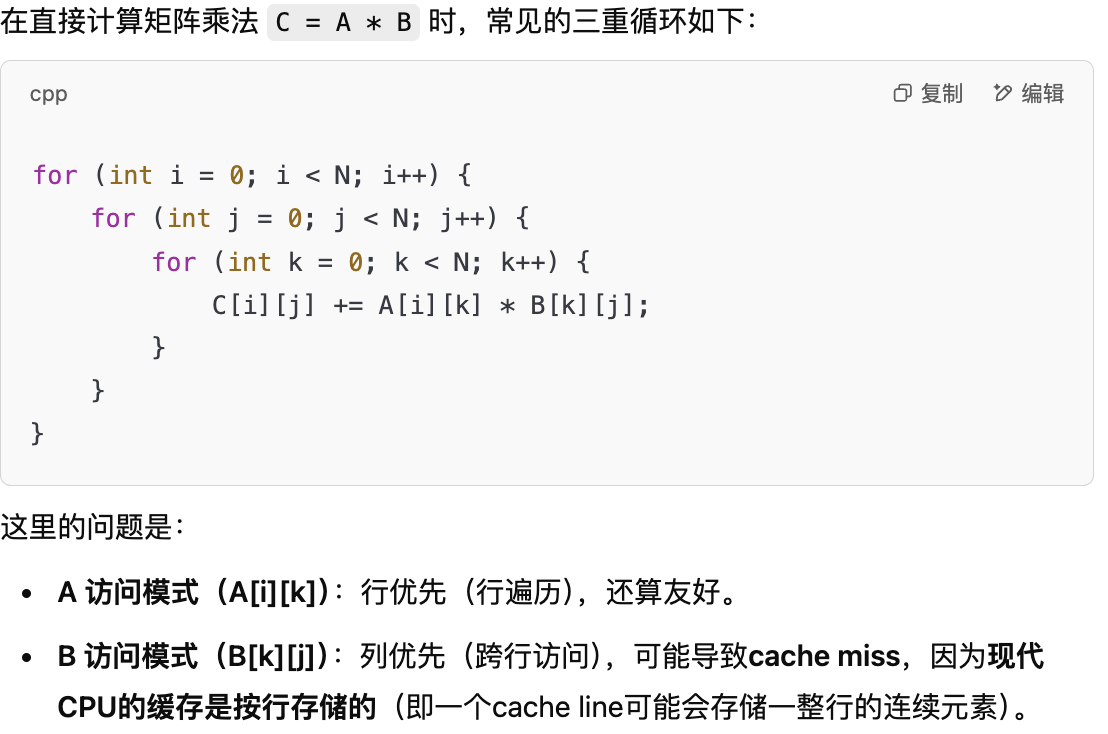 在直接计算矩阵乘法 C = A * B 时，常见的三重循环如下：
cpp
复制 编辑
for (int i = 0; i < N; i++) {
    for (int j = 0; j < N; j++) {
        for (int k = 0; k < N; k++) {
            C[i][j] += A[i][k] * B[k][j];
        }
    }
}
这里的问题是：
• A 访问模式（A[i][k]）：行优先（行遍历），还算友好。
• B 访问模式（B[k][j]）：列优先（跨行访问），可能导致cache miss，因为现代
CPU的缓存是按行存储的（即一个cache line可能会存储一整行的连续元素）。